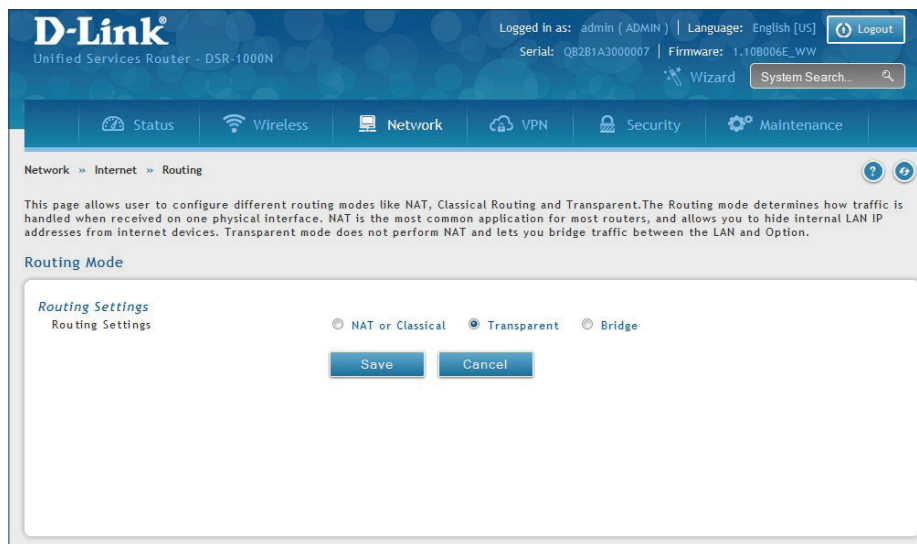 D-Link®
Unified Services Router - DSR-1000N
Logged in as: admin ( ADMIN ) | Language: English [US]
Logout
Serial: QB2B1A3000007 | Firmware: 1.10B006E_WW
Wizard
System Search...
Status
Wireless
Network
VPN
Security
Maintenance
Network » Internet » Routing
?
This page allows user to configure different routing modes like NAT, Classical Routing and Transparent.The Routing mode determines how traffic is
handled when received on one physical interface. NAT is the most common application for most routers, and allows you to hide internal LAN IP
addresses from internet devices. Transparent mode does not perform NAT and lets you bridge traffic between the LAN and Option.
Routing Mode
Routing Settings
Routing Settings
NAT or Classical
Transparent
Bridge
Save
Cancel